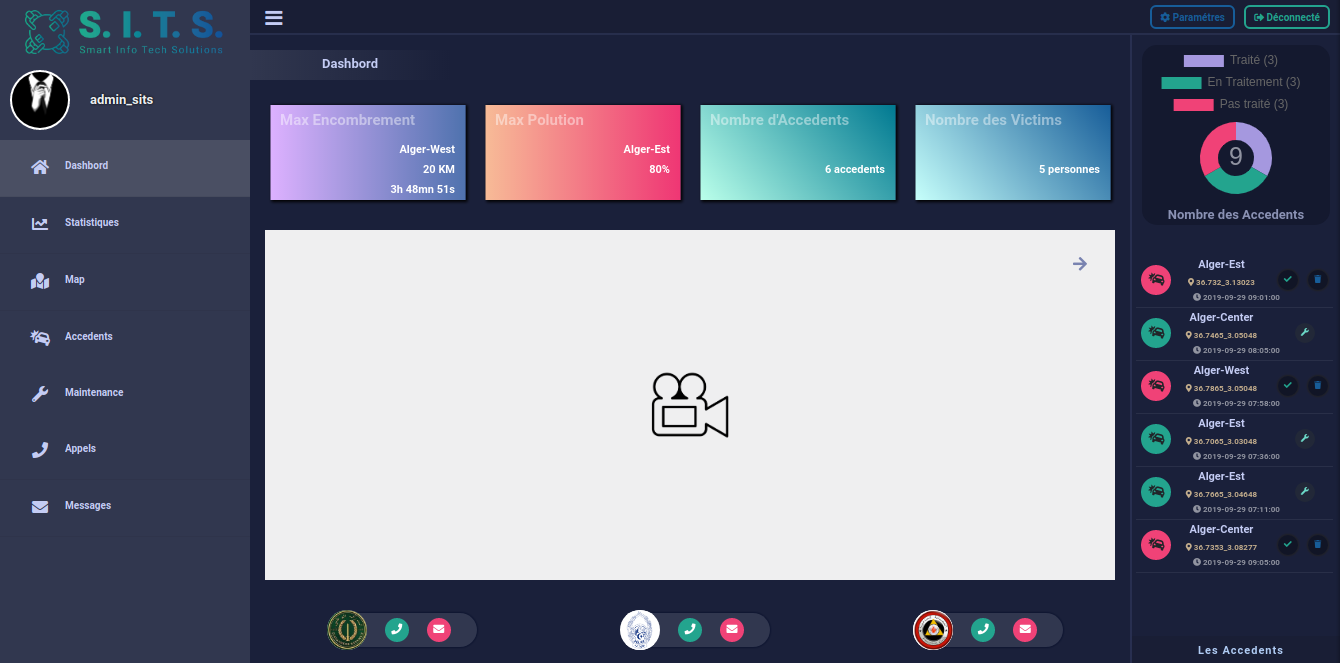 S. I. T. S.
Smart Info Tech Solutions
admin_sits
Dashbord
Statistiques
Map
Accedents
Maintenance
Appels
Messages
Paramétres
Déconnecté
Dashbord
Max Encombrement
Alger-West
20 KM
3h 48mn 51s
Max Polution
Alger-Est
80%
Nombre d'Accedents
6 accedents
Nombre des Victims
5 personnes
Traité (3)
En Traitement (3)
Pas traité (3)
9
Nombre des Accedents
Alger-Est
36.732_3.13023
2019-09-29 09:01:00
Alger-Center
36.7465_3.05048
2019-09-29 08:05:00
Alger-West
36.7865_3.05048
2019-09-29 07:58:00
Alger-Est
36.7065_3.03048
2019-09-29 07:36:00
Alger-Est
36.7665_3.04648
2019-09-29 07:11:00
Alger-Center
36.7353_3.08277
2019-09-29 09:05:00
Les Accedents